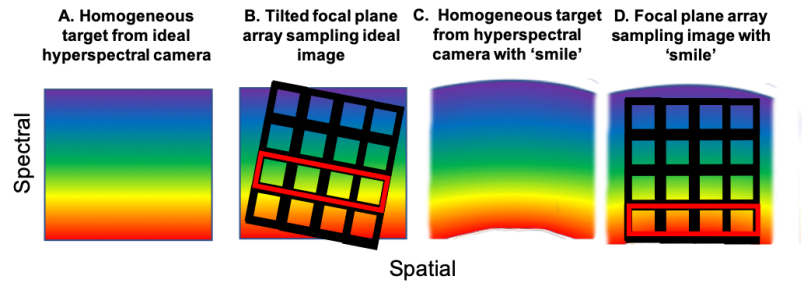 A. Homogeneous
target from ideal
hyperspectral camera
B. Tilted focal plane
array sampling ideal
image
C. Homogeneous target
from hyperspectral
camera with ‘smile’
D. Focal plane array
sampling image with
‘smile’
Spectral
Spatial